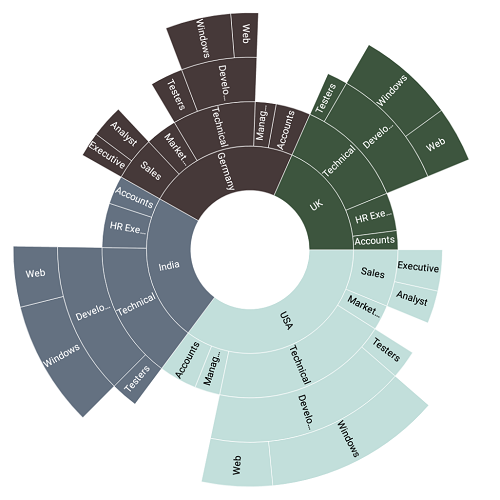 Windows
Web
Testers
Develo...
Market...
Technical
Manag...
Accounts
Analyst
Executive
Sales
Germany
Testers
Windows
Develo...
Web
Technical
UK
HR Exe...
Accounts
Accounts
HR Exe...
India
Web
Develo...
Technical
Windows
Testers
Sales
Executive
Analyst
Market...
USA
Testers
Technical
Accounts
Manag...
Develo...
Windows
Web